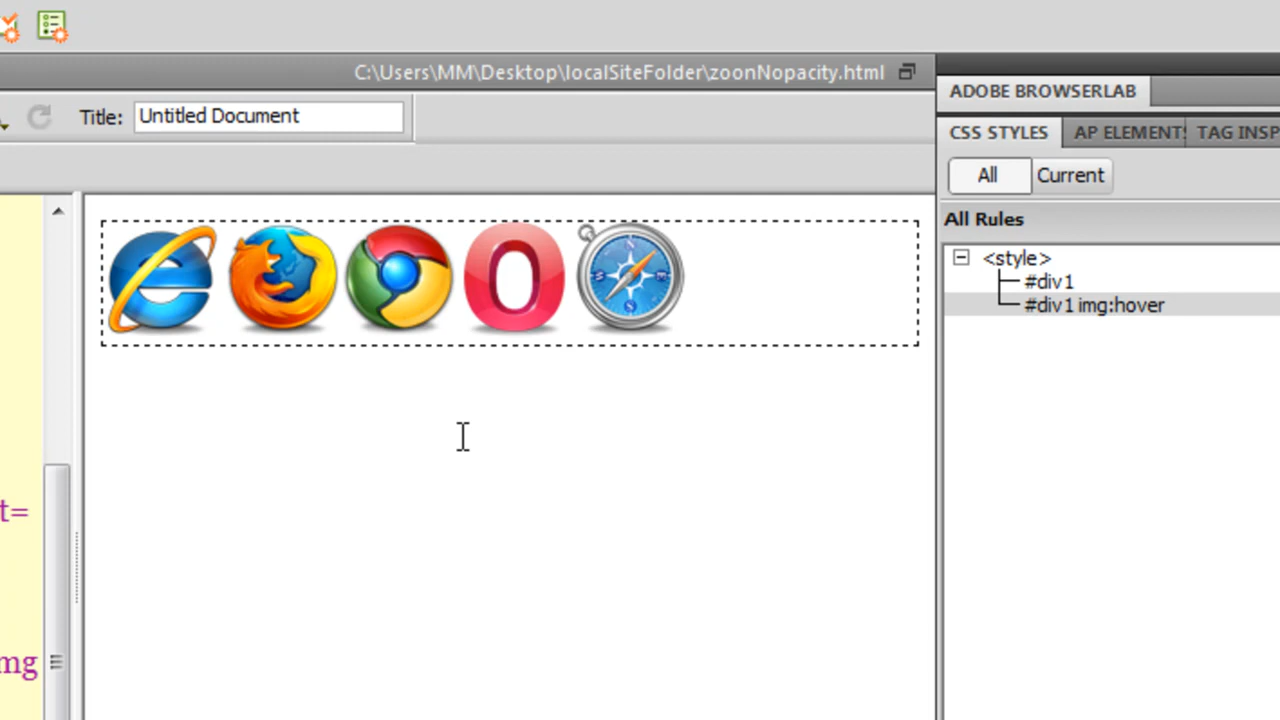 C:\Users\MM\Desktop\localSiteFolder\zoonNopacity.html
Title: Untitled Document
ADOBE BROWSERLAB
CSS STYLES AP ELEMENT TAG INSP
All Current
All Rules
<style>
#div1
#div1 img:hover
t=
mg